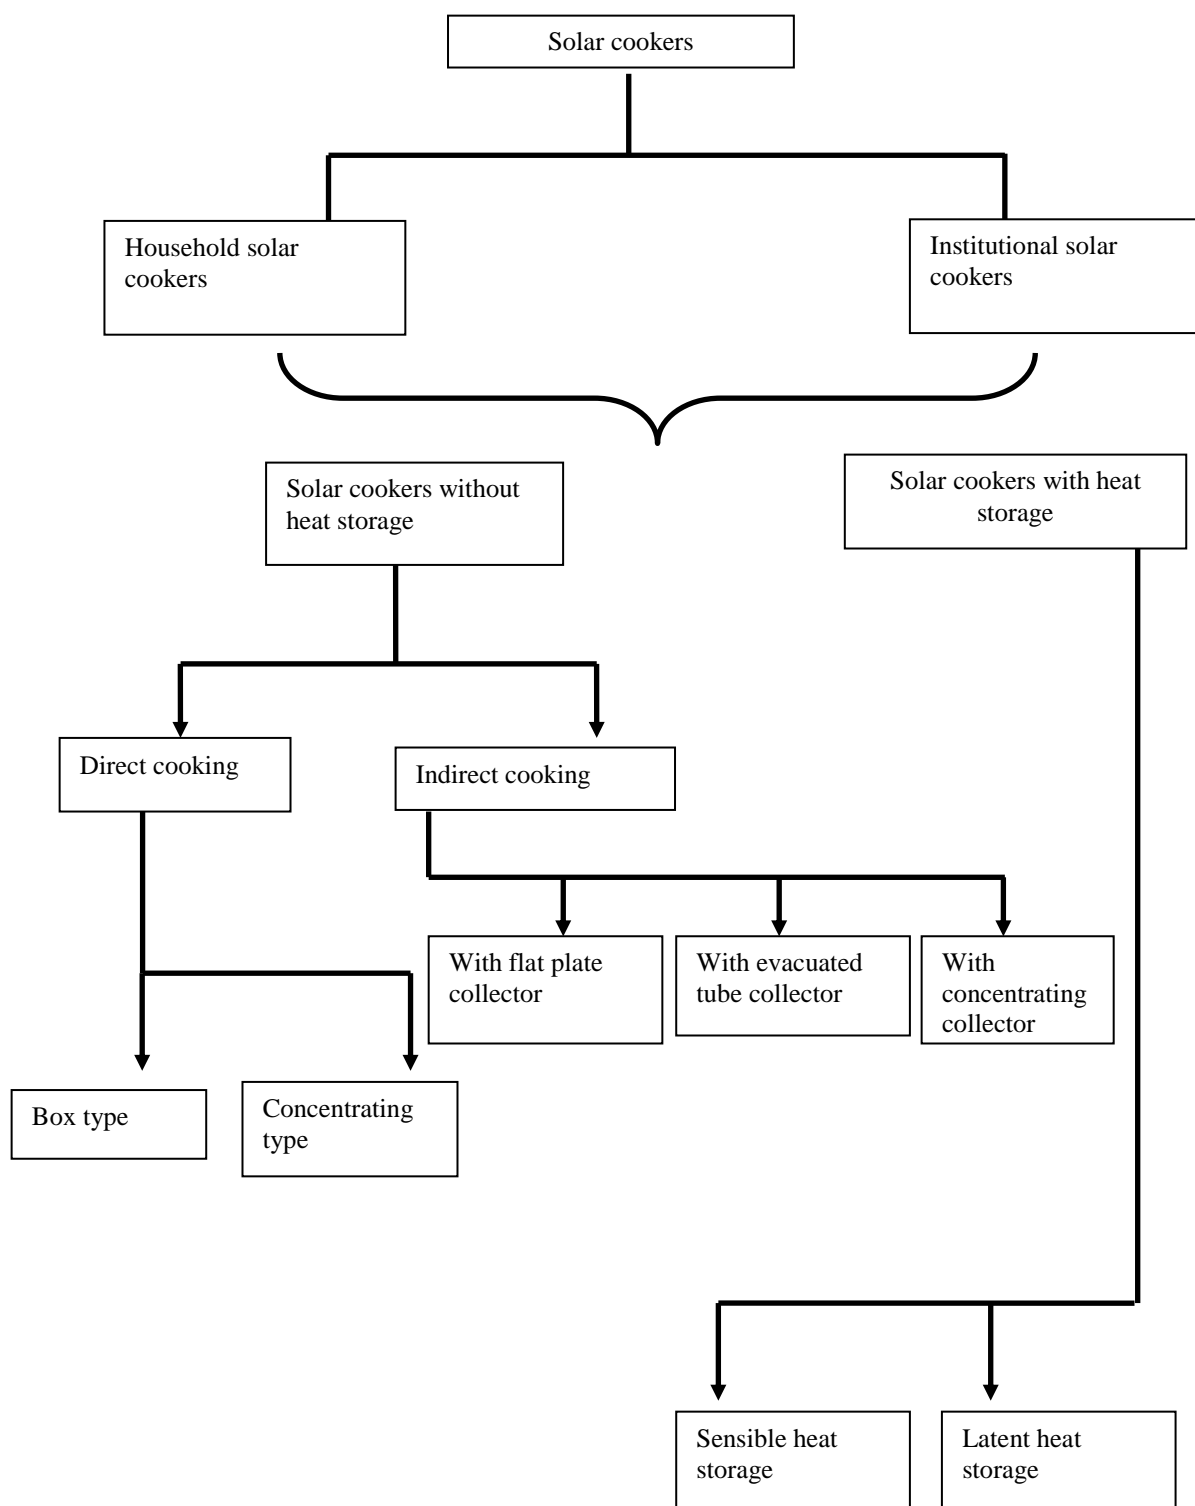 Solar cookers
Household solar
cookers
Institutional solar
cookers
Solar cookers without
heat storage
Solar cookers with heat
storage
Direct cooking
Indirect cooking
With flat plate
collector
With evacuated
tube collector
With
concentrating
collector
Box type
Concentrating
type
Sensible heat
storage
Latent heat
storage